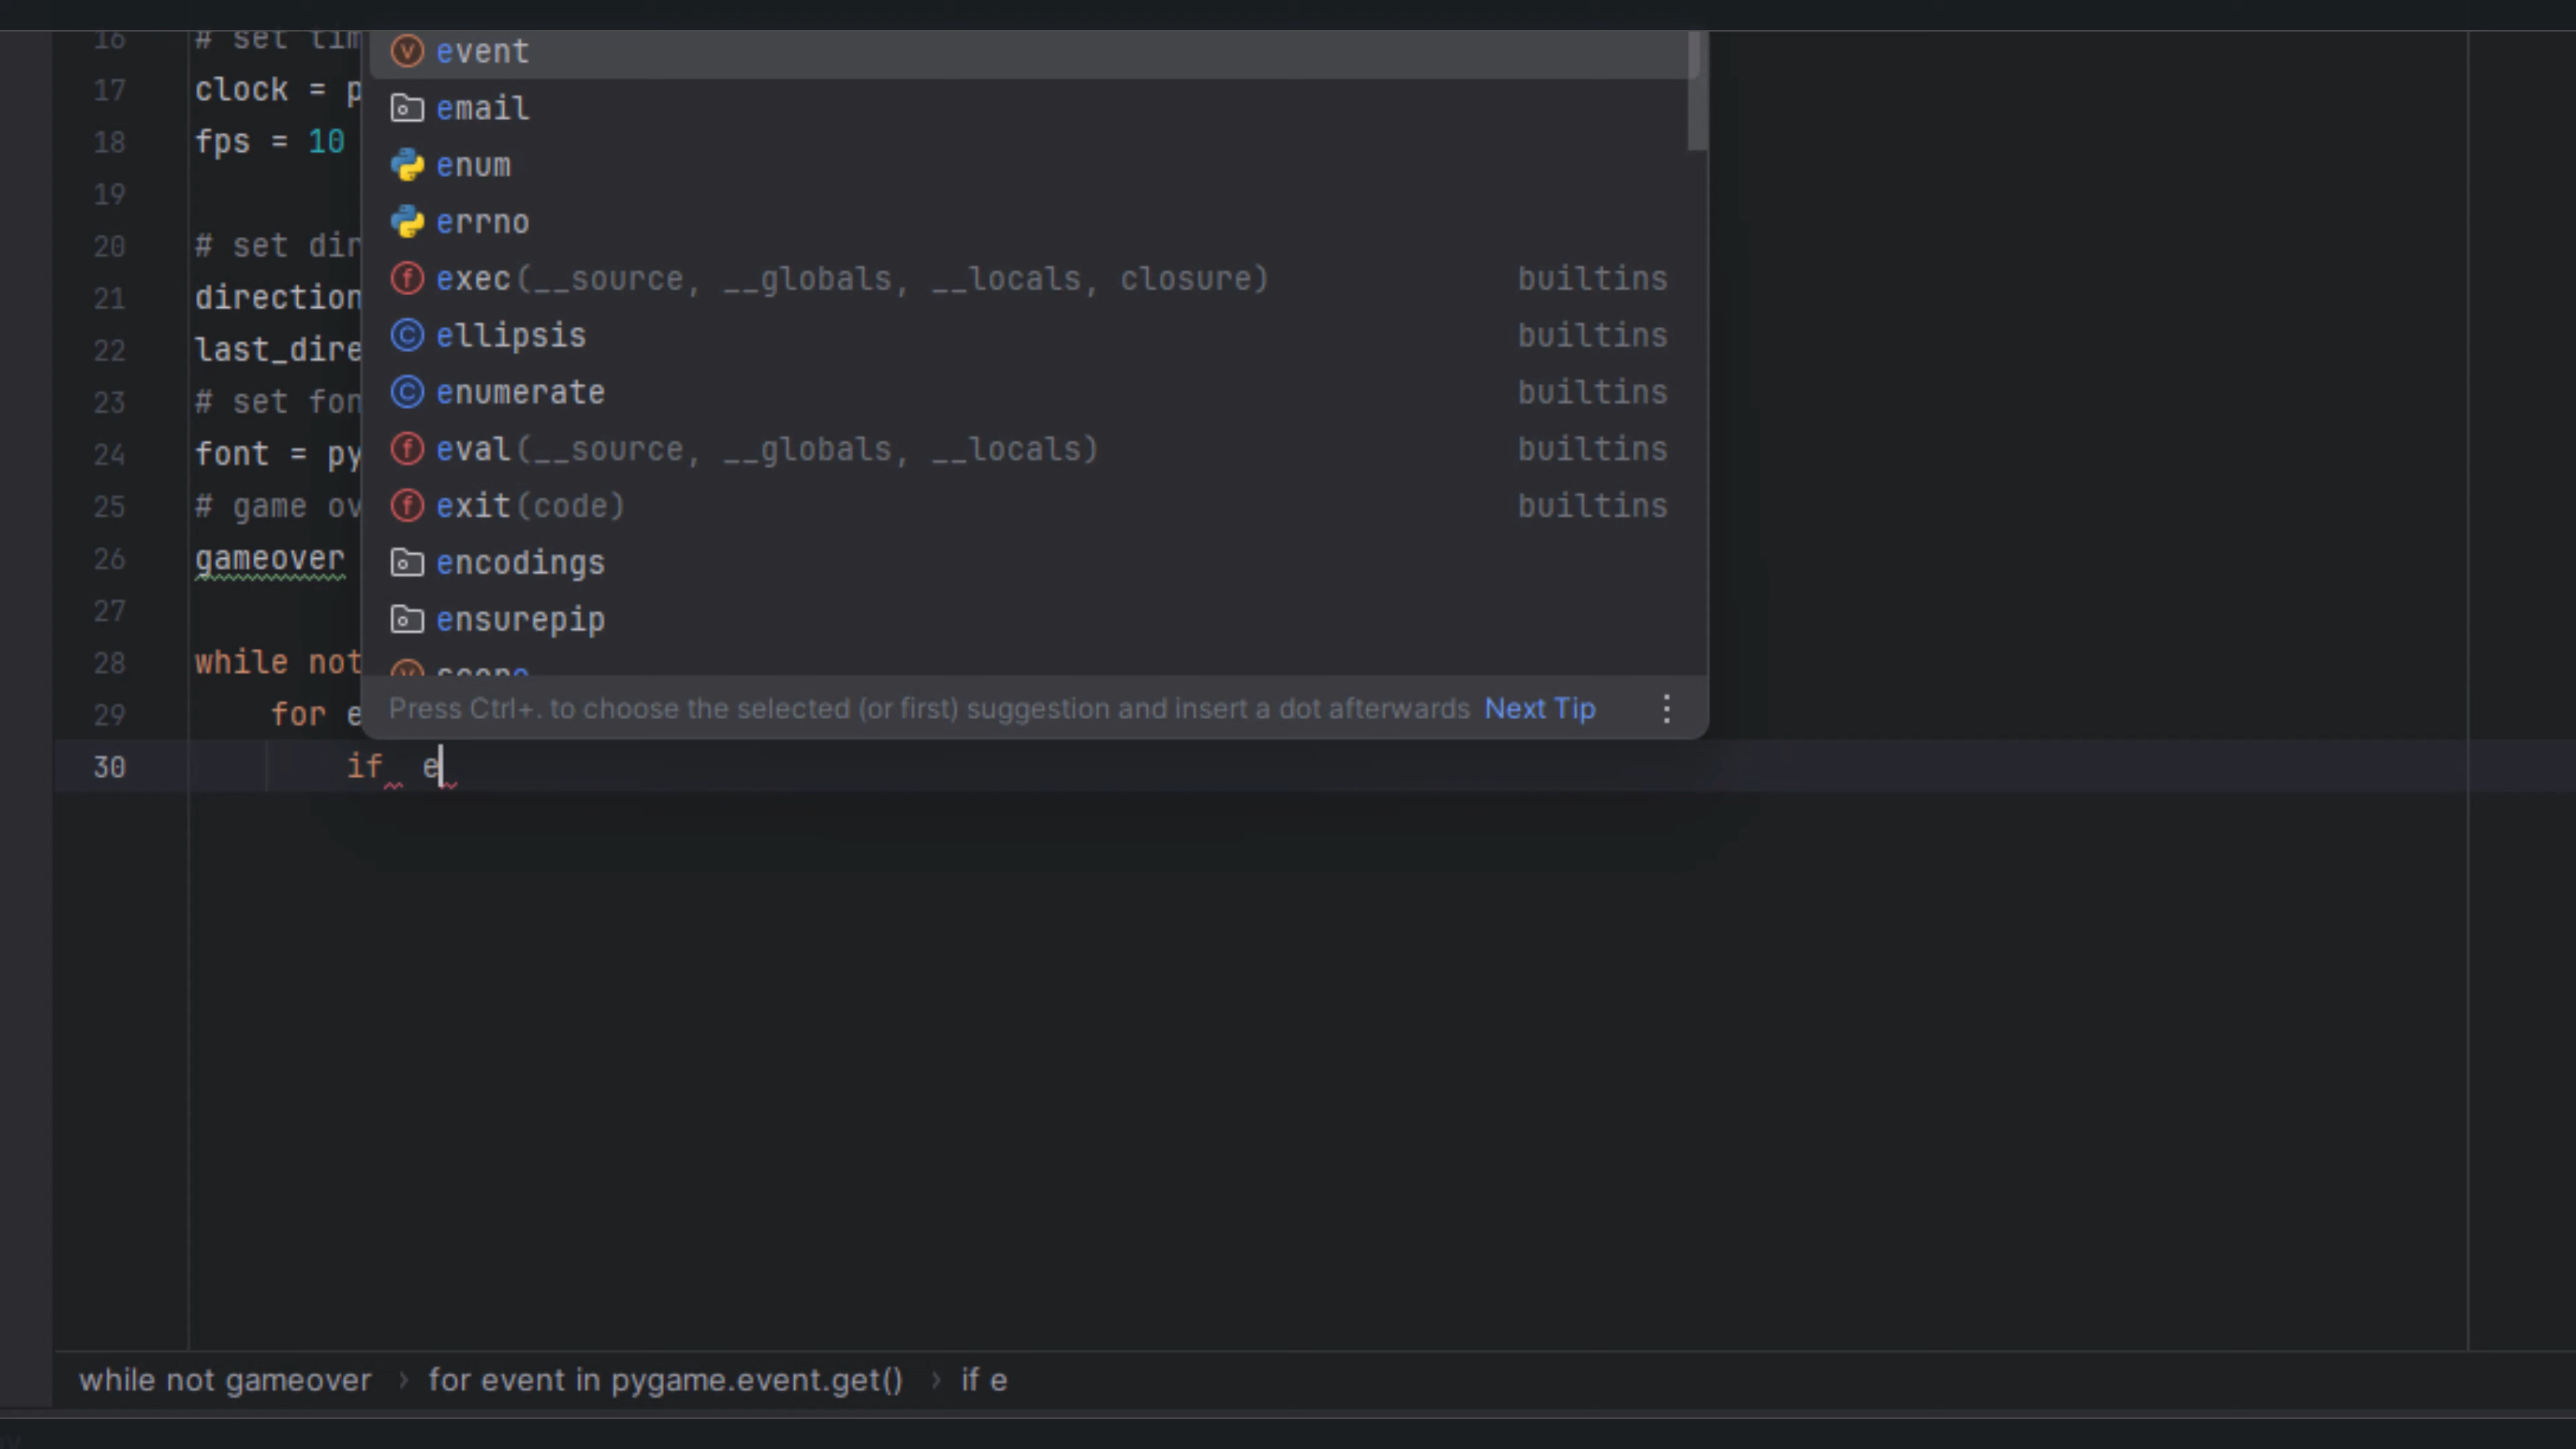 16 # set tim
17 clock = p
18 fps = 10
19
20 # set dir
21 direction
22 last_dire
23 # set fon
24 font = py
25 # game ov
26 gameover
27
28 while not
29 for e
30 if e
event
email
enum
errno
exec(__source, __globals, __locals, closure) builtins
ellipsis builtins
enumerate builtins
eval(__source, __globals, __locals) builtins
exit(code) builtins
encodings
ensurepip
Press Ctrl+. to choose the selected (or first) suggestion and insert a dot afterwards Next Tip
while not gameover › for event in pygame.event.get() › if e